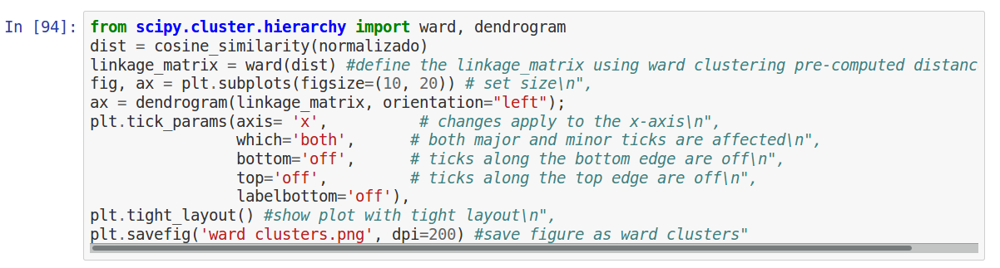 In [94]: from scipy.cluster.hierarchy import ward, dendrogram
dist = cosine_similarity(normalizado)
linkage_matrix = ward(dist) #define the linkage_matrix using ward clustering pre-computed distanc
fig, ax = plt.subplots(figsize=(10, 20)) # set size\n",
ax = dendrogram(linkage_matrix, orientation="left");
plt.tick_params(axis= 'x',          # changes apply to the x-axis\n",
                which='both',      # both major and minor ticks are affected\n",
                bottom='off',      # ticks along the bottom edge are off\n",
                top='off',         # ticks along the top edge are off\n",
                labelbottom='off'),
plt.tight_layout() #show plot with tight layout\n",
plt.savefig('ward_clusters.png', dpi=200) #save figure as ward_clusters"